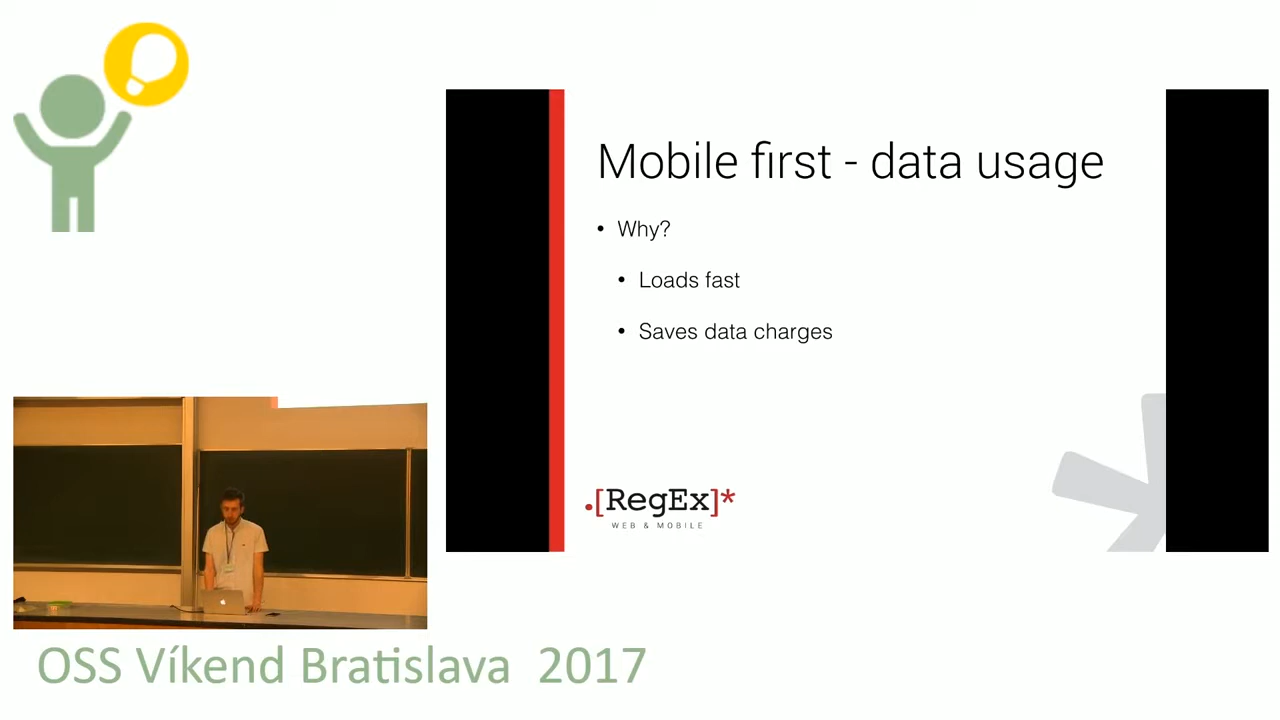 Mobile first - data usage
• Why?
• Loads fast
• Saves data charges
.[RegEx]*
WEB & MOBILE
OSS Víkend Bratislava 2017